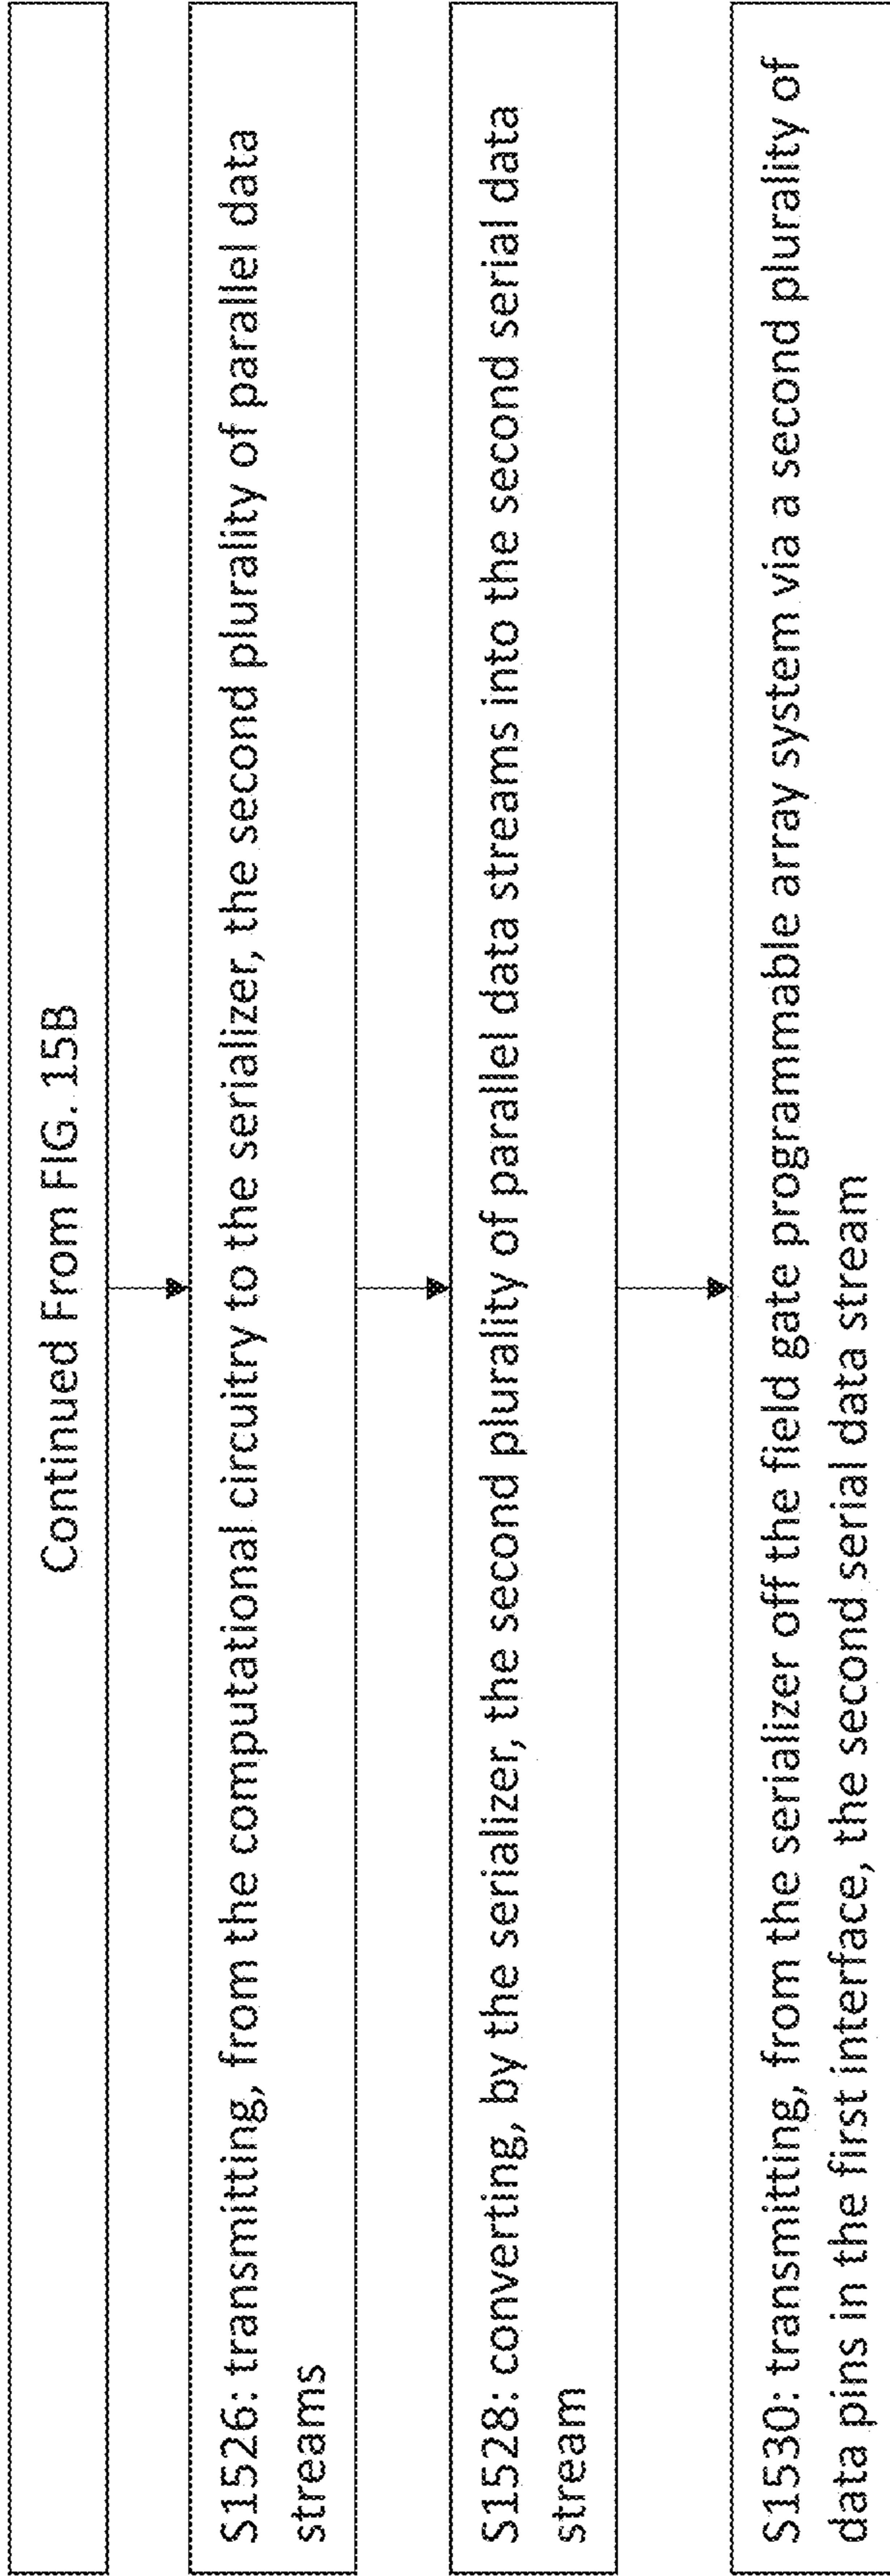 Continued From FIG. 15B
S1526: transmitting, from the computational circuitry to the serializer, the second plurality of parallel data
streams
S1528: converting, by the serializer, the second plurality of parallel data streams into the second serial data
stream
S1530: transmitting, from the serializer off the field gate programmable array system via a second plurality of
data pins in the first interface, the second serial data stream